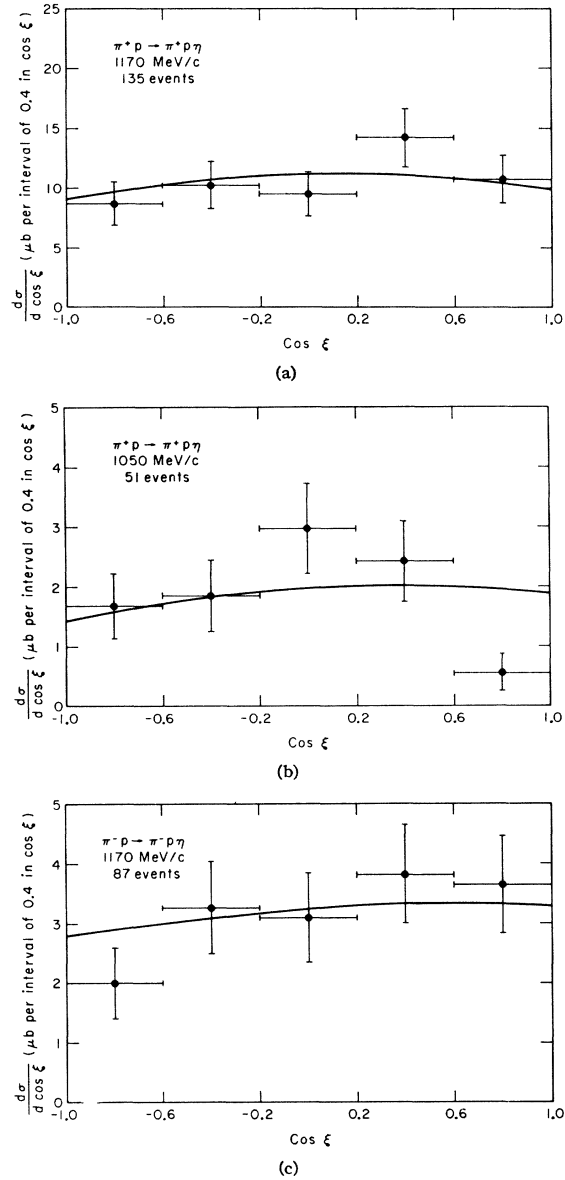 25
20
15
10
5
0
π⁺p → π⁺pη
1170 MeV/c
135 events
dσ/d cos ξ (μb per interval of 0.4 in cos ξ)
-1.0 -0.6 -0.2 0.2 0.6 1.0
Cos ξ
(a)
5
4
3
2
1
0
π⁺p → π⁺pη
1050 MeV/c
51 events
dσ/d cos ξ (μb per interval of 0.4 in cos ξ)
-1.0 -0.6 -0.2 0.2 0.6 1.0
Cos ξ
(b)
5
4
3
2
1
0
π⁻p → π⁻pη
1170 MeV/c
87 events
dσ/d cos ξ (μb per interval of 0.4 in cos ξ)
-1.0 -0.6 -0.2 0.2 0.6 1.0
Cos ξ
(c)